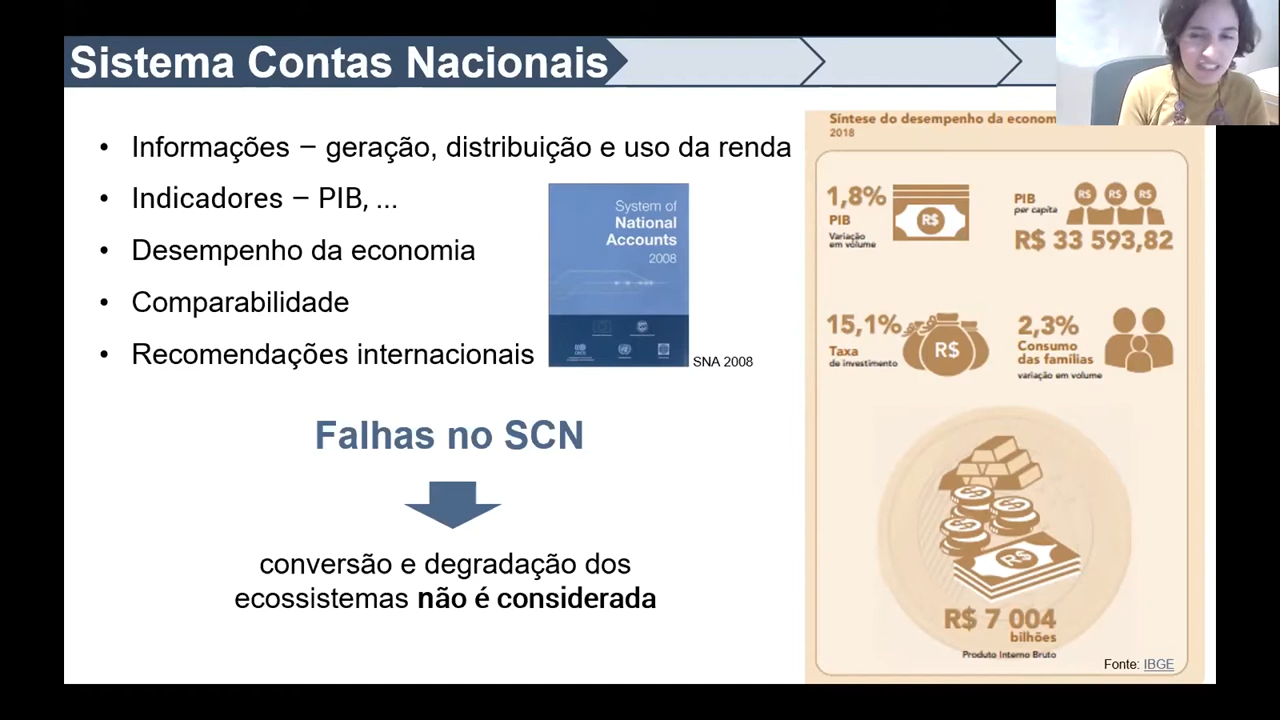 Sistema Contas Nacionais
• Informações – geração, distribuição e uso da renda
• Indicadores – PIB, ...
• Desempenho da economia
• Comparabilidade
• Recomendações internacionais
System of
National
Accounts
2008
SNA 2008
Falhas no SCN
conversão e degradação dos
ecossistemas não é considerada
Síntese do desempenho da econom
2018
1,8%
PIB
Variação
em volume
R$
PIB
per capita
R$ R$ R$
R$ 33 593,82
15,1%
Taxa
de investimento
R$
2,3%
Consumo
das famílias
variação em volume
R$
R$ 7 004
bilhões
Produto Interno Bruto
Fonte: IBGE